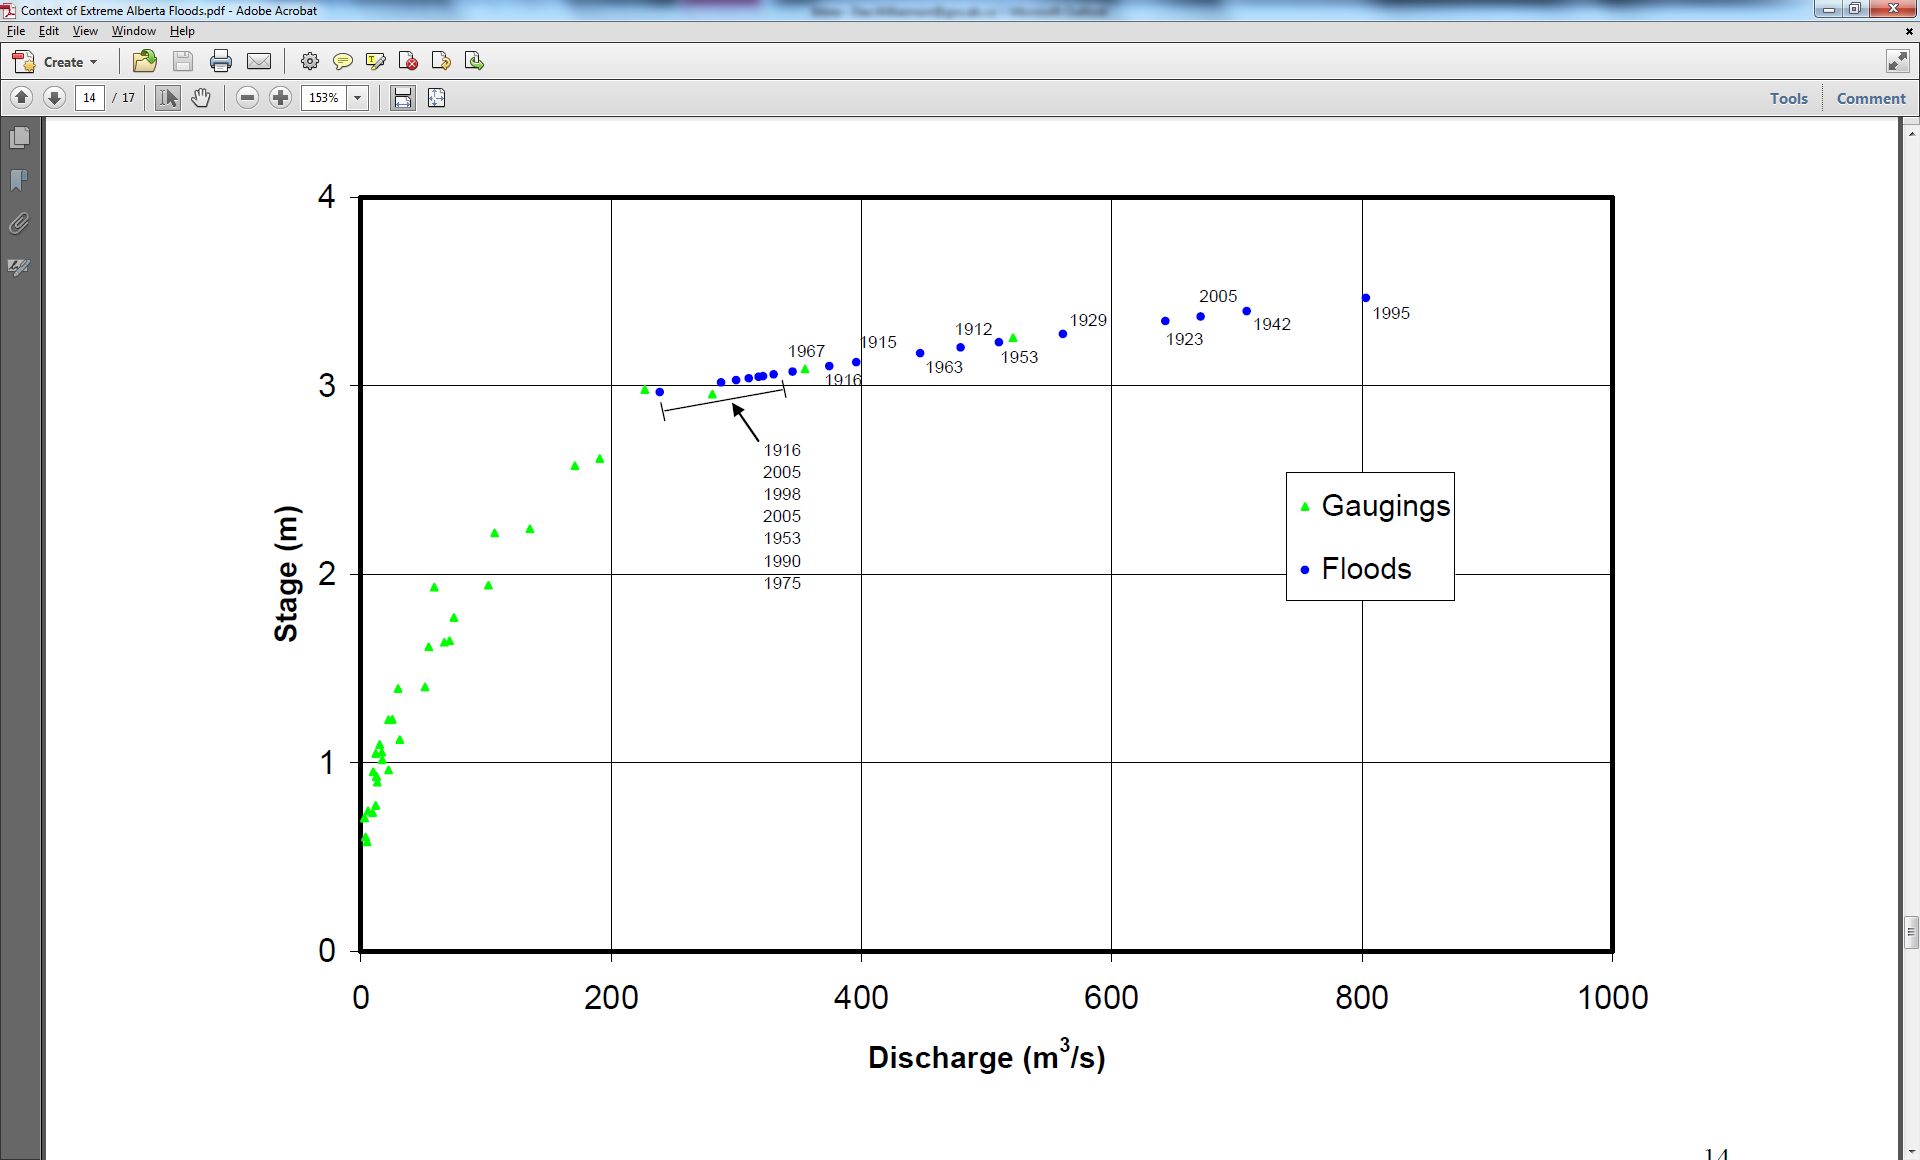 Context of Extreme Alberta Floods.pdf - Adobe Acrobat
File Edit View Window Help
Create
14 / 17
153%
Tools Comment
4
3
2
1
0
Stage (m)
2005
1995
1929
1942
1912
1923
1915
1967
1953
1963
1916
1916
2005
1998
2005
1953
1990
1975
Gaugings
Floods
0 200 400 600 800 1000
Discharge (m³/s)